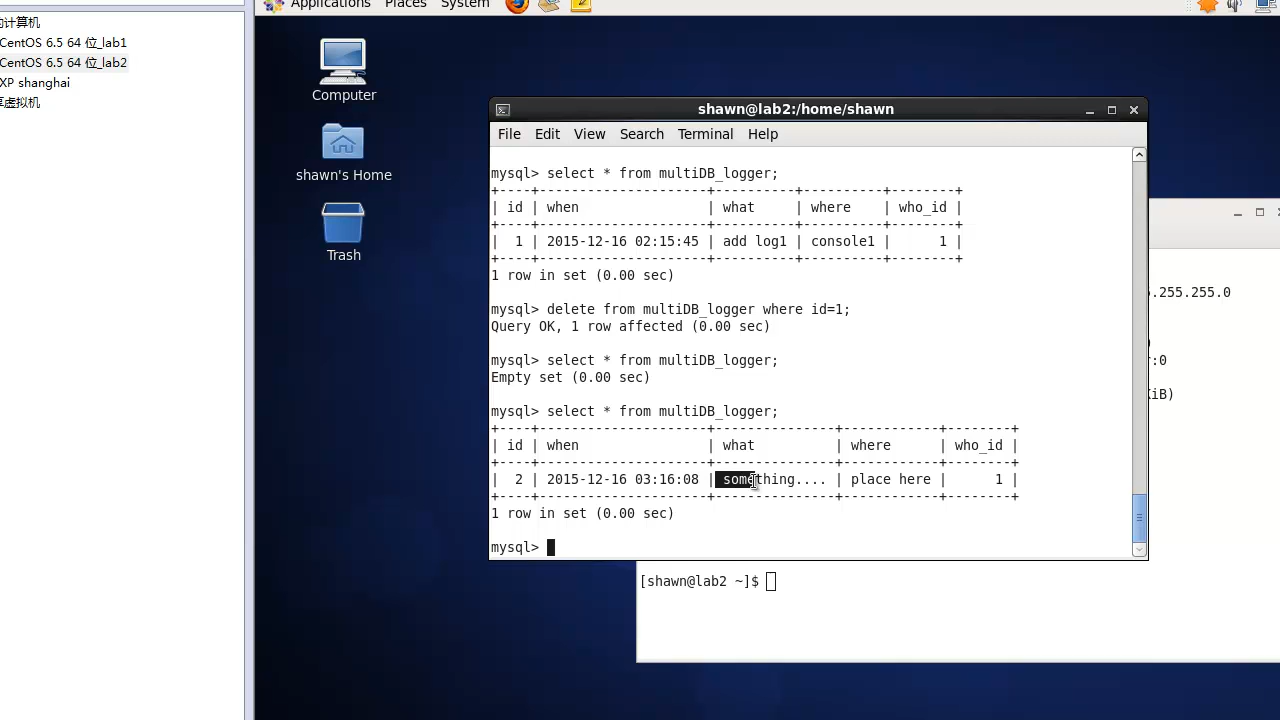 的计算机
CentOS 6.5 64 位_lab1
CentOS 6.5 64 位_lab2
XP shanghai
享虚拟机
Applications Places System
Computer
shawn's Home
Trash
shawn@lab2:/home/shawn
File Edit View Search Terminal Help
mysql> select * from multiDB_logger;
+----+---------------------+----------+----------+--------+
| id | when                | what     | where    | who_id |
+----+---------------------+----------+----------+--------+
|  1 | 2015-12-16 02:15:45 | add log1 | console1 |      1 |
+----+---------------------+----------+----------+--------+
1 row in set (0.00 sec)
mysql> delete from multiDB_logger where id=1;
Query OK, 1 row affected (0.00 sec)
mysql> select * from multiDB_logger;
Empty set (0.00 sec)
mysql> select * from multiDB_logger;
+----+---------------------+---------------+------------+--------+
| id | when                | what          | where      | who_id |
+----+---------------------+---------------+------------+--------+
|  2 | 2015-12-16 03:16:08 | something.... | place here |      1 |
+----+---------------------+---------------+------------+--------+
1 row in set (0.00 sec)
mysql>
.255.255.0
)
r:0
KiB)
[shawn@lab2 ~]$